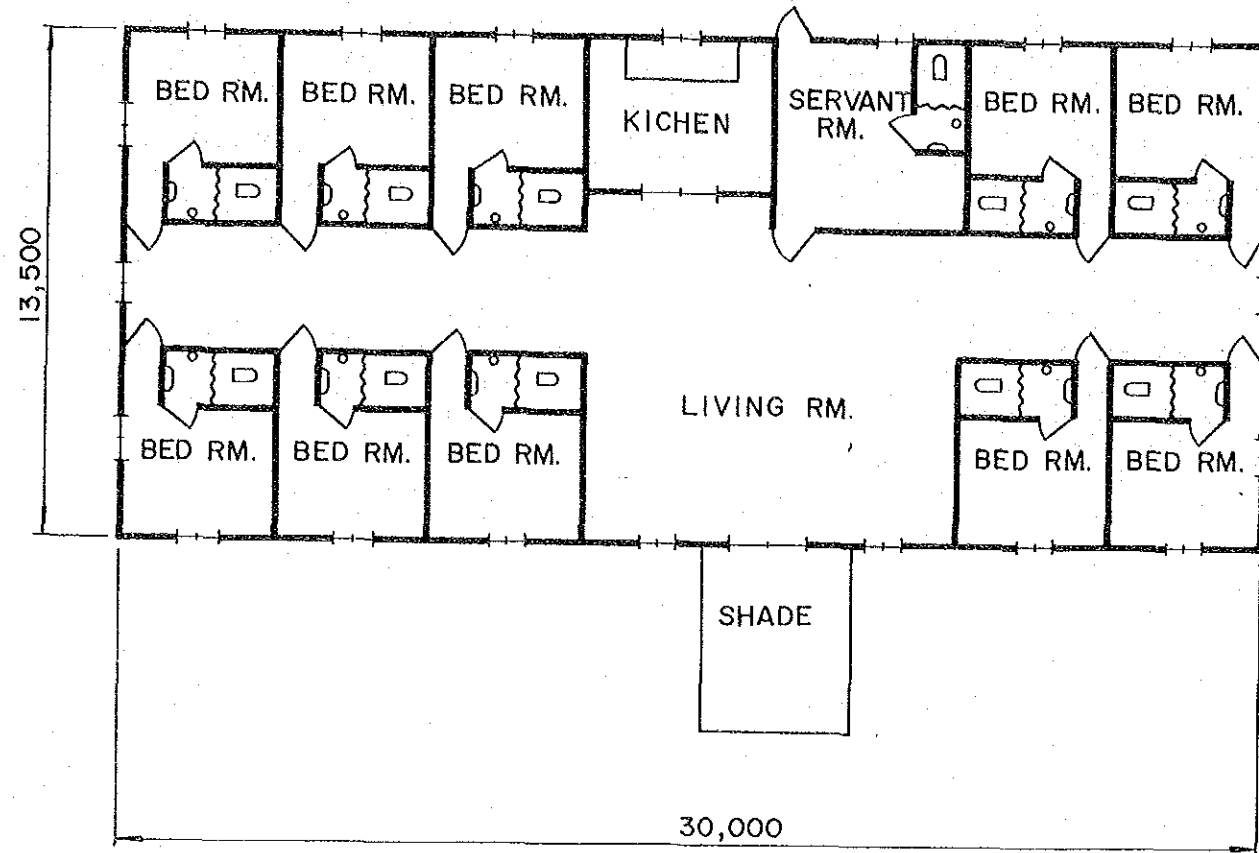 BED RM. BED RM. BED RM. KICHEN SERVANT RM. BED RM. BED RM.
13,500
LIVING RM.
BED RM. BED RM. BED RM. BED RM. BED RM.
SHADE
30,000